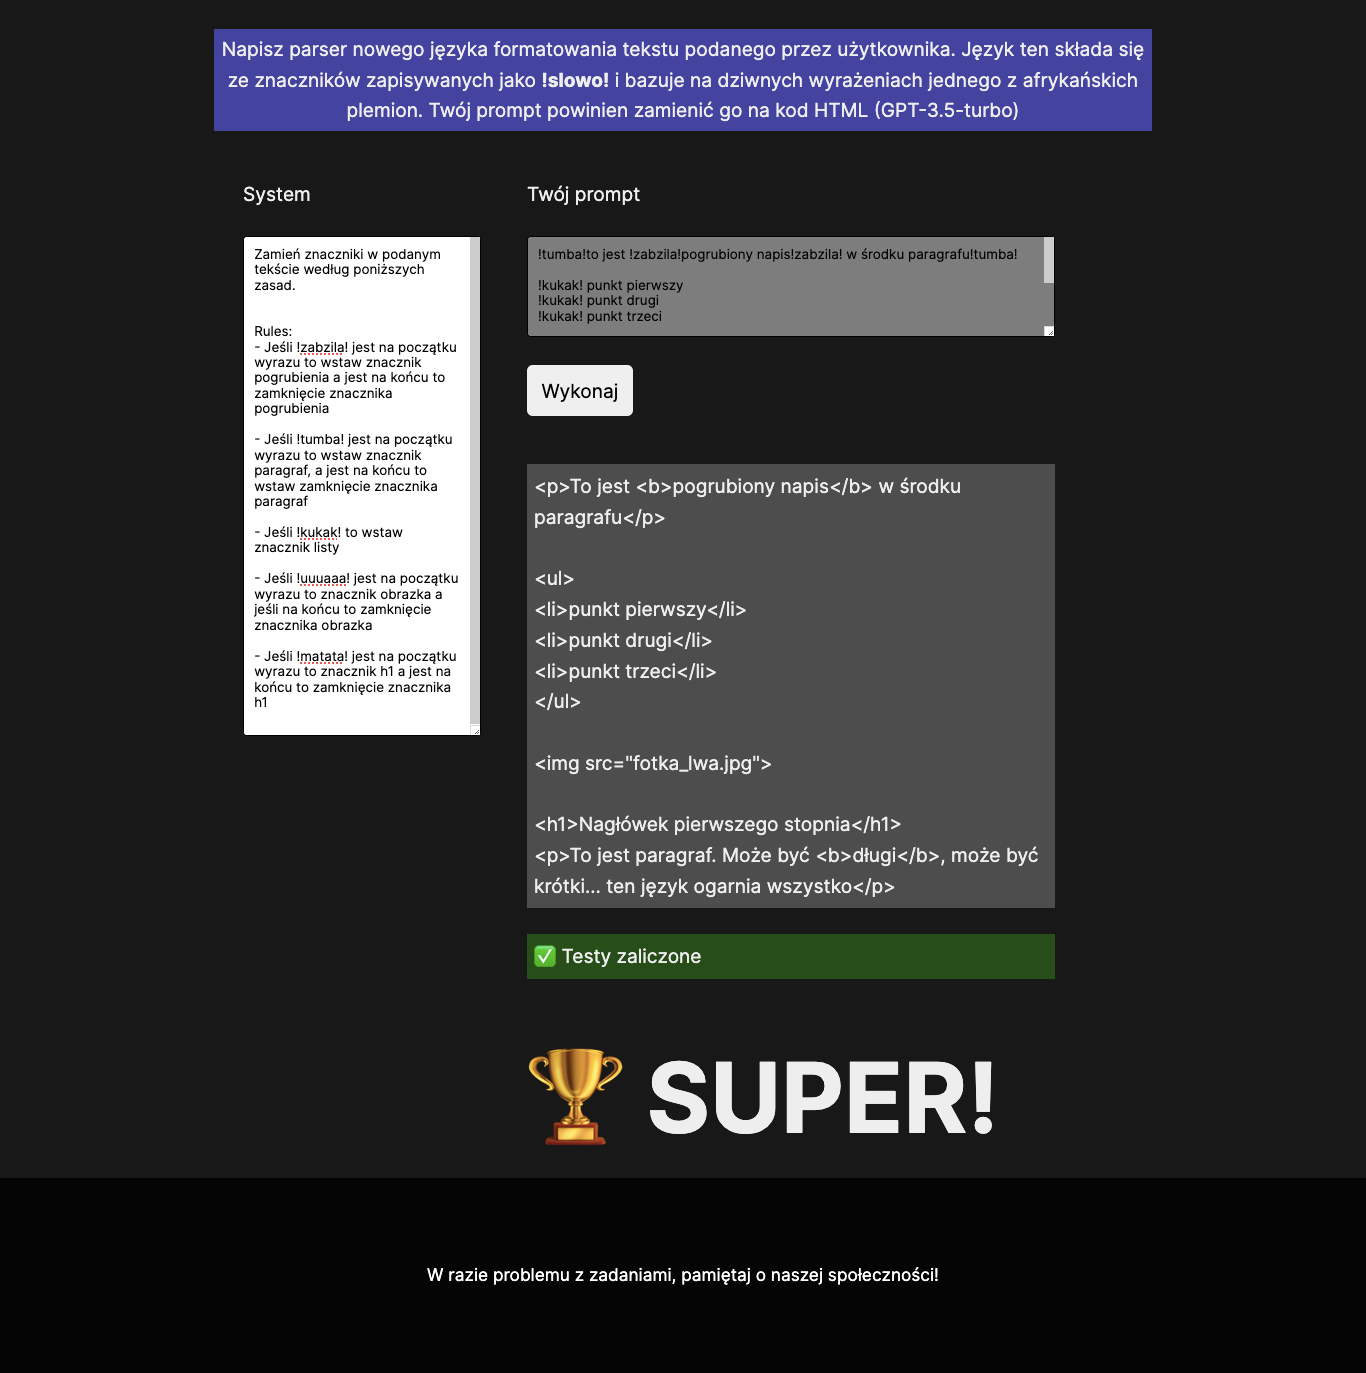 Napisz parser nowego języka formatowania tekstu podanego przez użytkownika. Język ten składa się
ze znaczników zapisywanych jako !slowo! i bazuje na dziwnych wyrażeniach jednego z afrykańskich
plemion. Twój prompt powinien zamienić go na kod HTML (GPT-3.5-turbo)
System
Zamień znaczniki w podanym
tekście według poniższych
zasad.
Rules:
- Jeśli !zabzila! jest na początku
wyrazu to wstaw znacznik
pogrubienia a jest na końcu to
zamknięcie znacznika
pogrubienia
- Jeśli !tumba! jest na początku
wyrazu to wstaw znacznik
paragraf, a jest na końcu to
wstaw zamknięcie znacznika
paragraf
- Jeśli !kukak! to wstaw
znacznik listy
- Jeśli !uuuaaa! jest na początku
wyrazu to znacznik obrazka a
jeśli na końcu to zamknięcie
znacznika obrazka
- Jeśli !matata! jest na początku
wyrazu to znacznik h1 a jest na
końcu to zamknięcie znacznika
h1
Twój prompt
!tumba!to jest !zabzila!pogrubiony napis!zabzila! w środku paragrafu!tumba!
!kukak! punkt pierwszy
!kukak! punkt drugi
!kukak! punkt trzeci
Wykonaj
<p>To jest <b>pogrubiony napis</b> w środku
paragrafu</p>
<ul>
<li>punkt pierwszy</li>
<li>punkt drugi</li>
<li>punkt trzeci</li>
</ul>
<img src="fotka_lwa.jpg">
<h1>Nagłówek pierwszego stopnia</h1>
<p>To jest paragraf. Może być <b>długi</b>, może być
krótki... ten język ogarnia wszystko</p>
✅ Testy zaliczone
🏆 SUPER!
W razie problemu z zadaniami, pamiętaj o naszej społeczności!